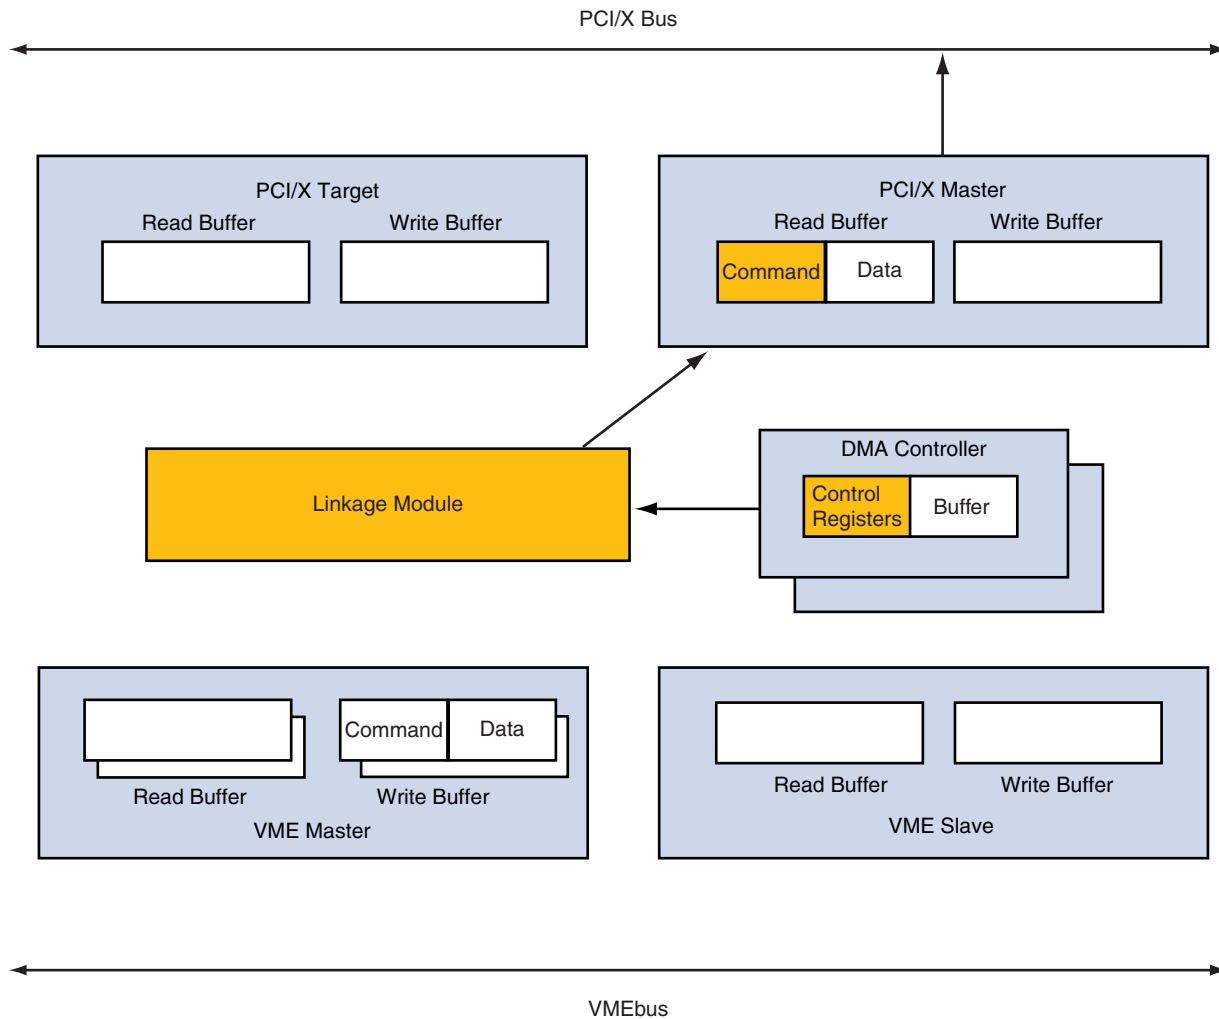 PCI/X Bus
PCI/X Target
Read Buffer
Write Buffer
PCI/X Master
Read Buffer
Write Buffer
Command
Data
Linkage Module
DMA Controller
Control
Registers
Buffer
Command
Data
Read Buffer
Write Buffer
VME Master
Read Buffer
Write Buffer
VME Slave
VMEbus